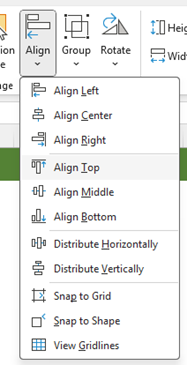 Align Group Rotate
Align Left
Align Center
Align Right
Align Top
Align Middle
Align Bottom
Distribute Horizontally
Distribute Vertically
Snap to Grid
Snap to Shape
View Gridlines